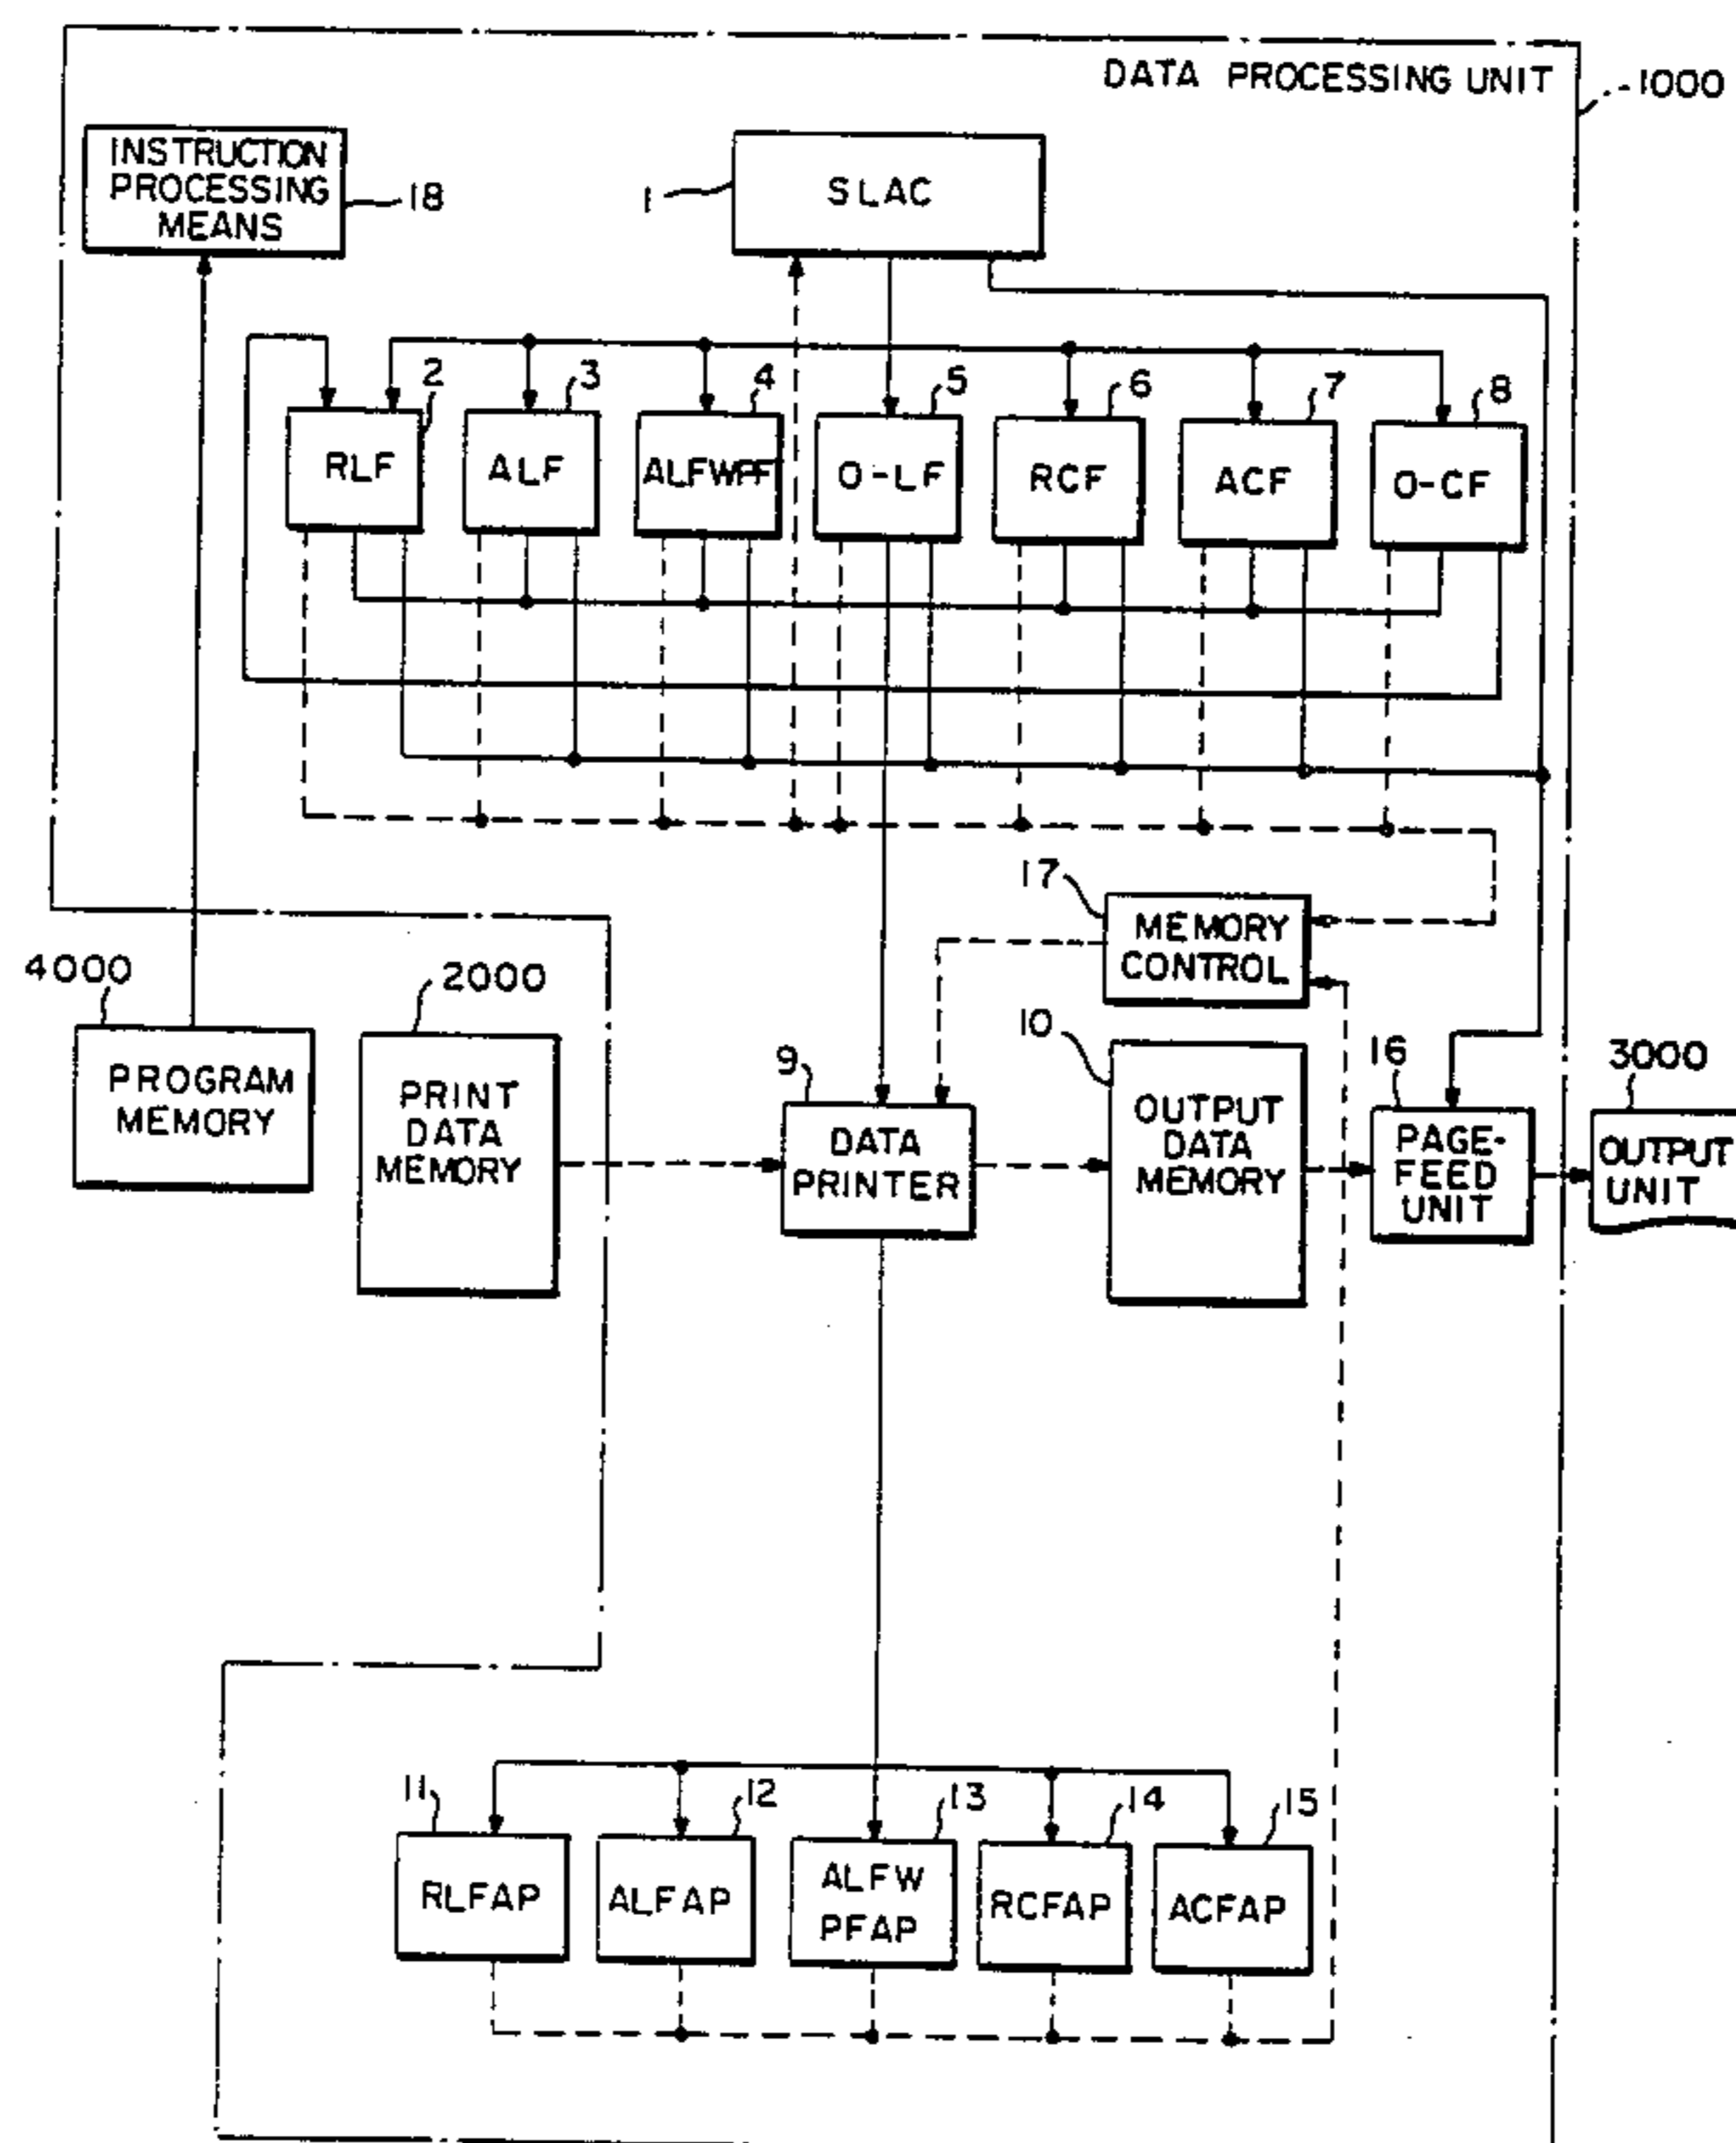 DATA PROCESSING UNIT
1000
INSTRUCTION
PROCESSING
MEANS
18
1
SLAC
2
3
4
5
6
7
8
RLF
ALF
ALFWPF
O-LF
RCF
ACF
O-CF
17
MEMORY
CONTROL
4000
2000
10
16
3000
9
PROGRAM
MEMORY
PRINT
DATA
MEMORY
DATA
PRINTER
OUTPUT
DATA
MEMORY
PAGE-
FEED
UNIT
OUTPUT
UNIT
11
12
13
14
15
RLFAP
ALFAP
ALFW
PFAP
RCFAP
ACFAP